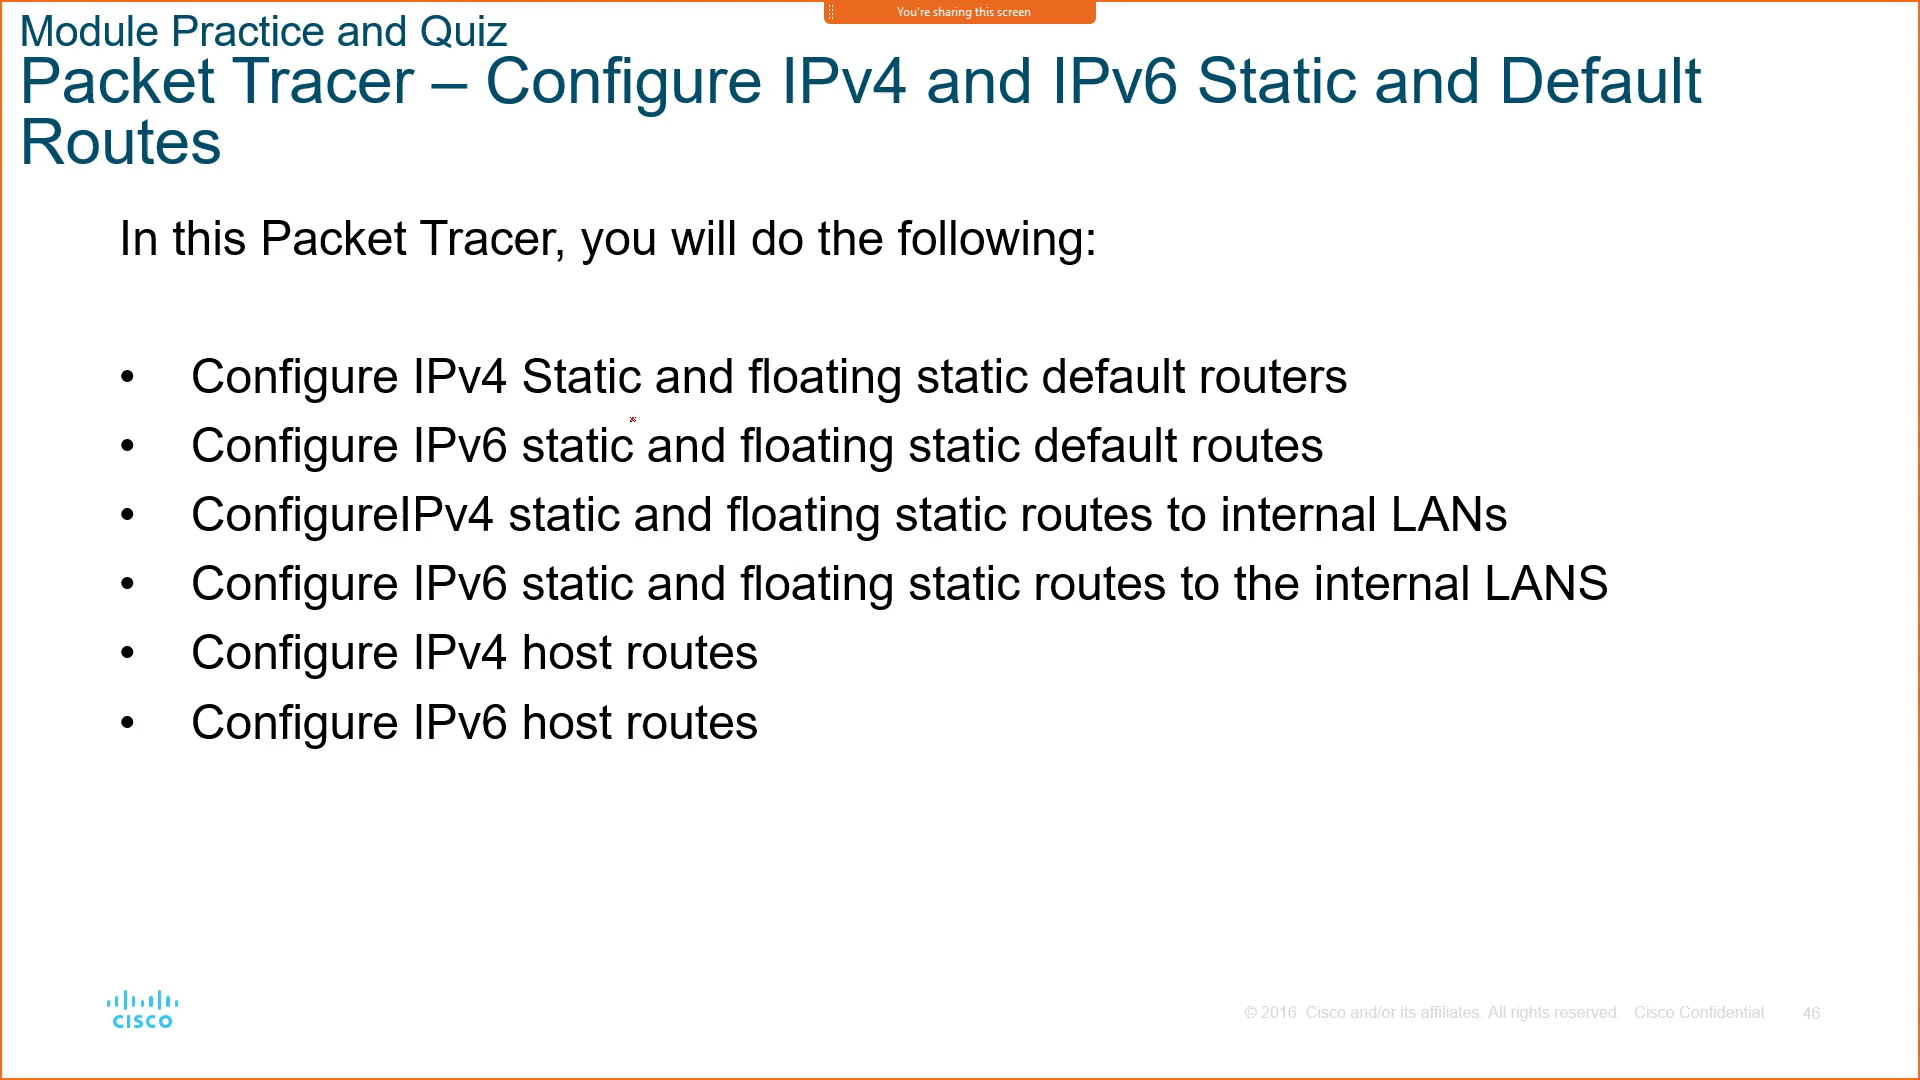 You're sharing this screen
Module Practice and Quiz
Packet Tracer – Configure IPv4 and IPv6 Static and Default
Routes
In this Packet Tracer, you will do the following:
• Configure IPv4 Static and floating static default routers
• Configure IPv6 static and floating static default routes
• ConfigureIPv4 static and floating static routes to internal LANs
• Configure IPv6 static and floating static routes to the internal LANS
• Configure IPv4 host routes
• Configure IPv6 host routes
CISCO
© 2016 Cisco and/or its affiliates. All rights reserved. Cisco Confidential 46